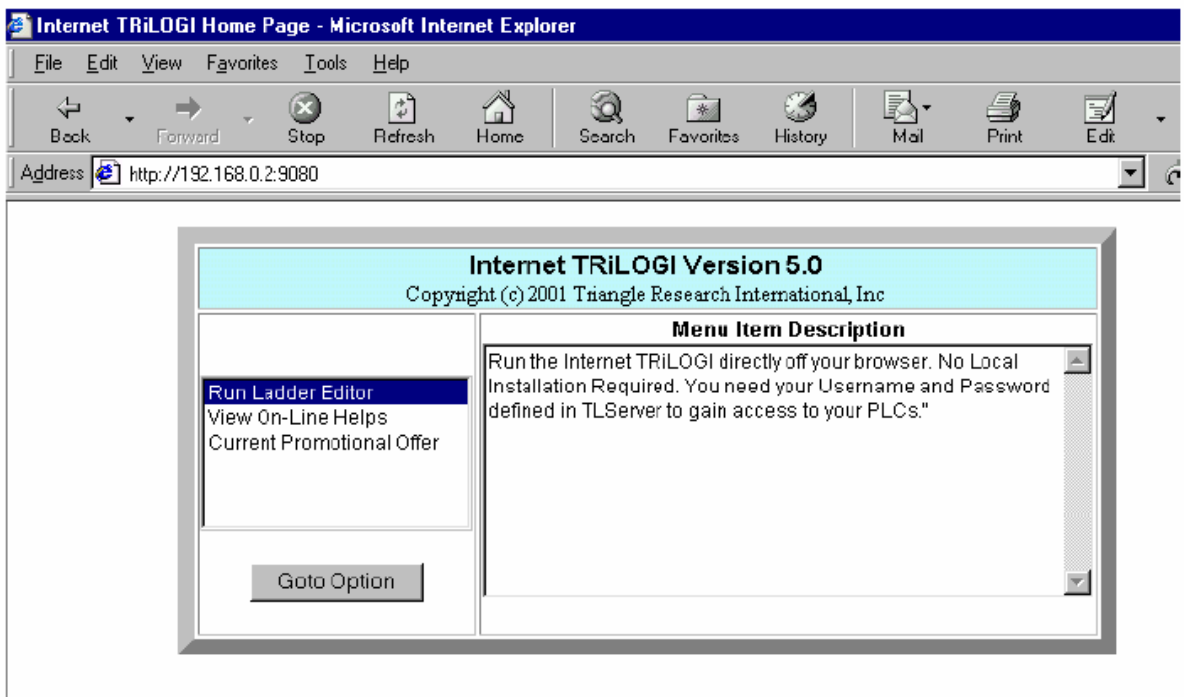 Internet TRiLOGI Home Page - Microsoft Internet Explorer
File Edit View Favorites Tools Help
Back Forward Stop Refresh Home Search Favorites History Mail Print Edit
Address http://192.168.0.2:9080
Internet TRiLOGI Version 5.0
Copyright (c) 2001 Triangle Research International, Inc
Menu Item Description
Run the Internet TRiLOGI directly off your browser. No Local
Installation Required. You need your Username and Password
defined in TLServer to gain access to your PLCs."
Run Ladder Editor
View On-Line Helps
Current Promotional Offer
Goto Option